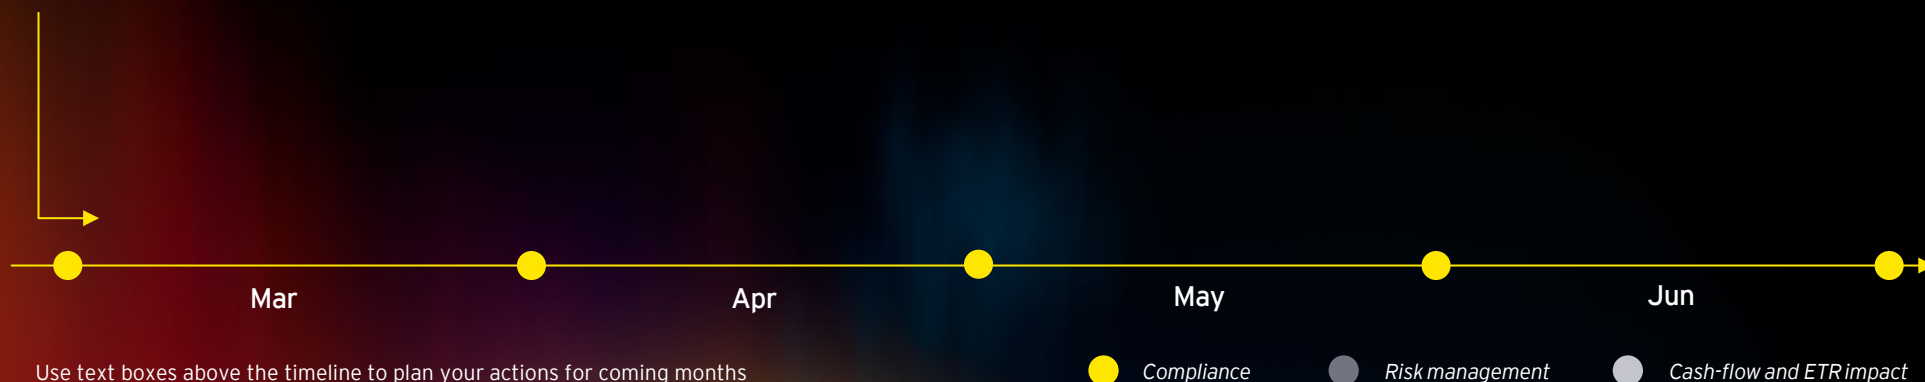 Mar
Apr
May
Jun
Use text boxes above the timeline to plan your actions for coming months
Compliance
Risk management
Cash-flow and ETR impact